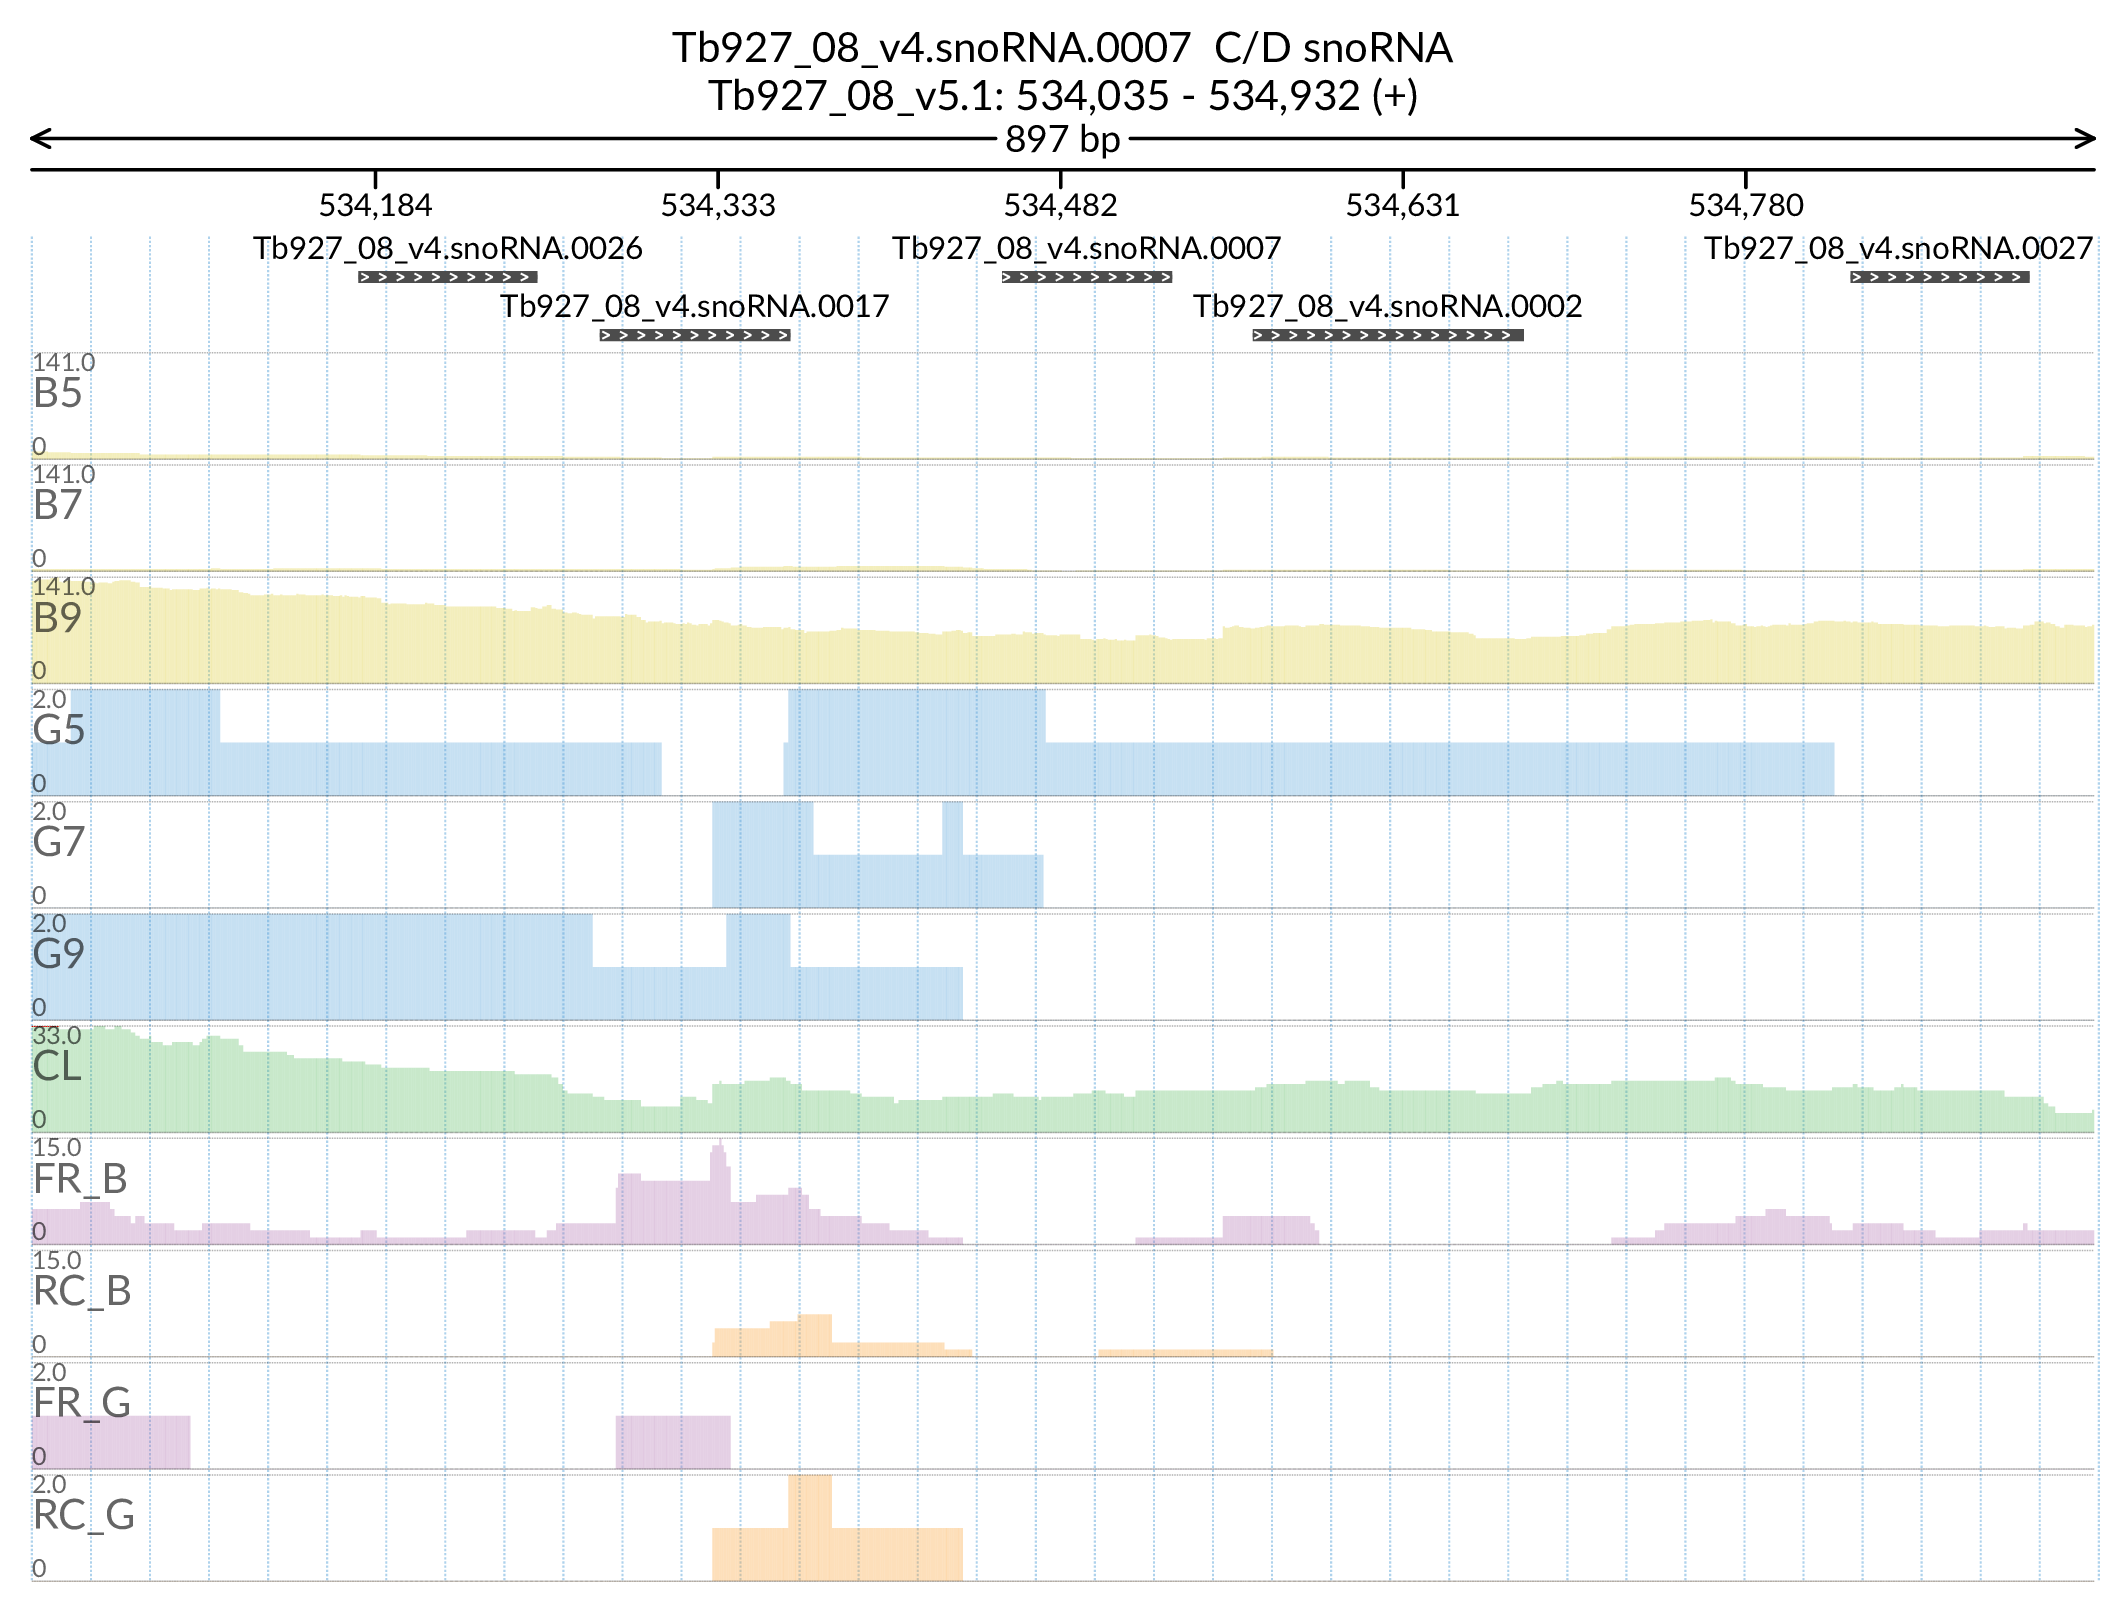 Tb927_08_v4.snoRNA.0007  C/D snoRNA
Tb927_08_v5.1: 534,035 - 534,932 (+)
897 bp
534,184 534,333 534,482 534,631 534,780
Tb927_08_v4.snoRNA.0026 Tb927_08_v4.snoRNA.0007 Tb927_08_v4.snoRNA.0027
Tb927_08_v4.snoRNA.0017 Tb927_08_v4.snoRNA.0002
141.0
B5
0
141.0
B7
0
141.0
B9
0
2.0
G5
0
2.0
G7
0
2.0
G9
0
33.0
CL
0
15.0
FR_B
0
15.0
RC_B
0
2.0
FR_G
0
2.0
RC_G
0